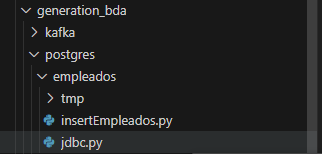 generation_bda
kafka
postgres
empleados
tmp
insertEmpleados.py
jdbc.py